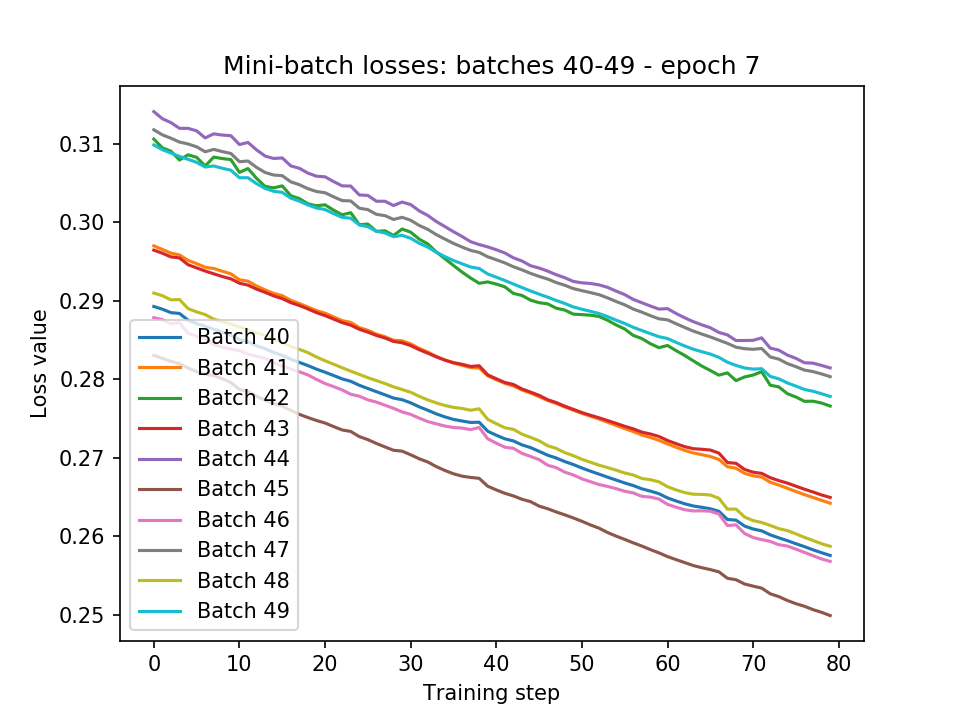 Mini-batch losses: batches 40-49 - epoch 7
Loss value
0.31
0.30
0.29
0.28
0.27
0.26
0.25
Batch 40
Batch 41
Batch 42
Batch 43
Batch 44
Batch 45
Batch 46
Batch 47
Batch 48
Batch 49
0 10 20 30 40 50 60 70 80
Training step